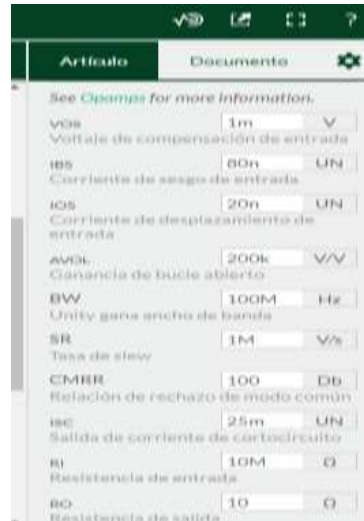 ?
Artículo Documento
See Opamps for more information.
VOS 1m V
Voltaje de compensación de entrada
IBS 80n UN
Corriente de sesgo de entrada
IOS 20n UN
Corriente de desplazamiento de
entrada
AVOL 200k V/V
Ganancia de bucle abierto
BW 100M Hz
Unity gana ancho de banda
SR 1M V/s
Tasa de slew
CMRR 100 Db
Relación de rechazo de modo común
ISC 25m UN
Salida de corriente de cortocircuito
RI 10M Ω
Resistencia de entrada
RO 10 Ω
Resistencia de salida